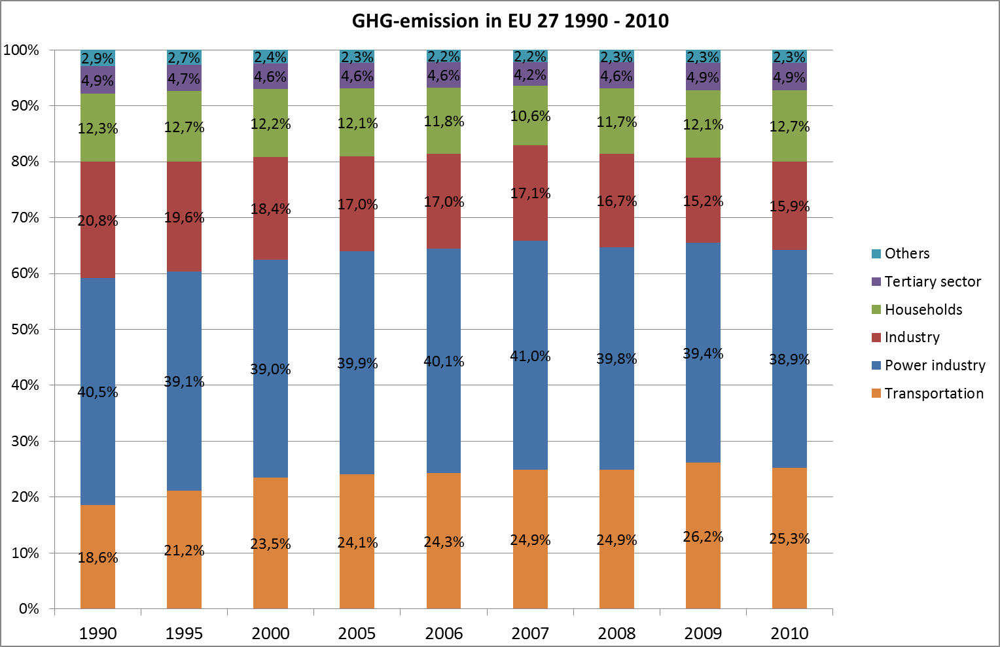 GHG-emission in EU 27 1990 - 2010
100%
90%
80%
70%
60%
50%
40%
30%
20%
10%
0%
2,9% 2,7% 2,4% 2,3% 2,2% 2,2% 2,3% 2,3% 2,3%
4,9% 4,7% 4,6% 4,6% 4,6% 4,2% 4,6% 4,9% 4,9%
12,3% 12,7% 12,2% 12,1% 11,8% 10,6% 11,7% 12,1% 12,7%
20,8% 19,6% 18,4% 17,0% 17,0% 17,1% 16,7% 15,2% 15,9%
40,5% 39,1% 39,0% 39,9% 40,1% 41,0% 39,8% 39,4% 38,9%
18,6% 21,2% 23,5% 24,1% 24,3% 24,9% 24,9% 26,2% 25,3%
1990 1995 2000 2005 2006 2007 2008 2009 2010
Others
Tertiary sector
Households
Industry
Power industry
Transportation